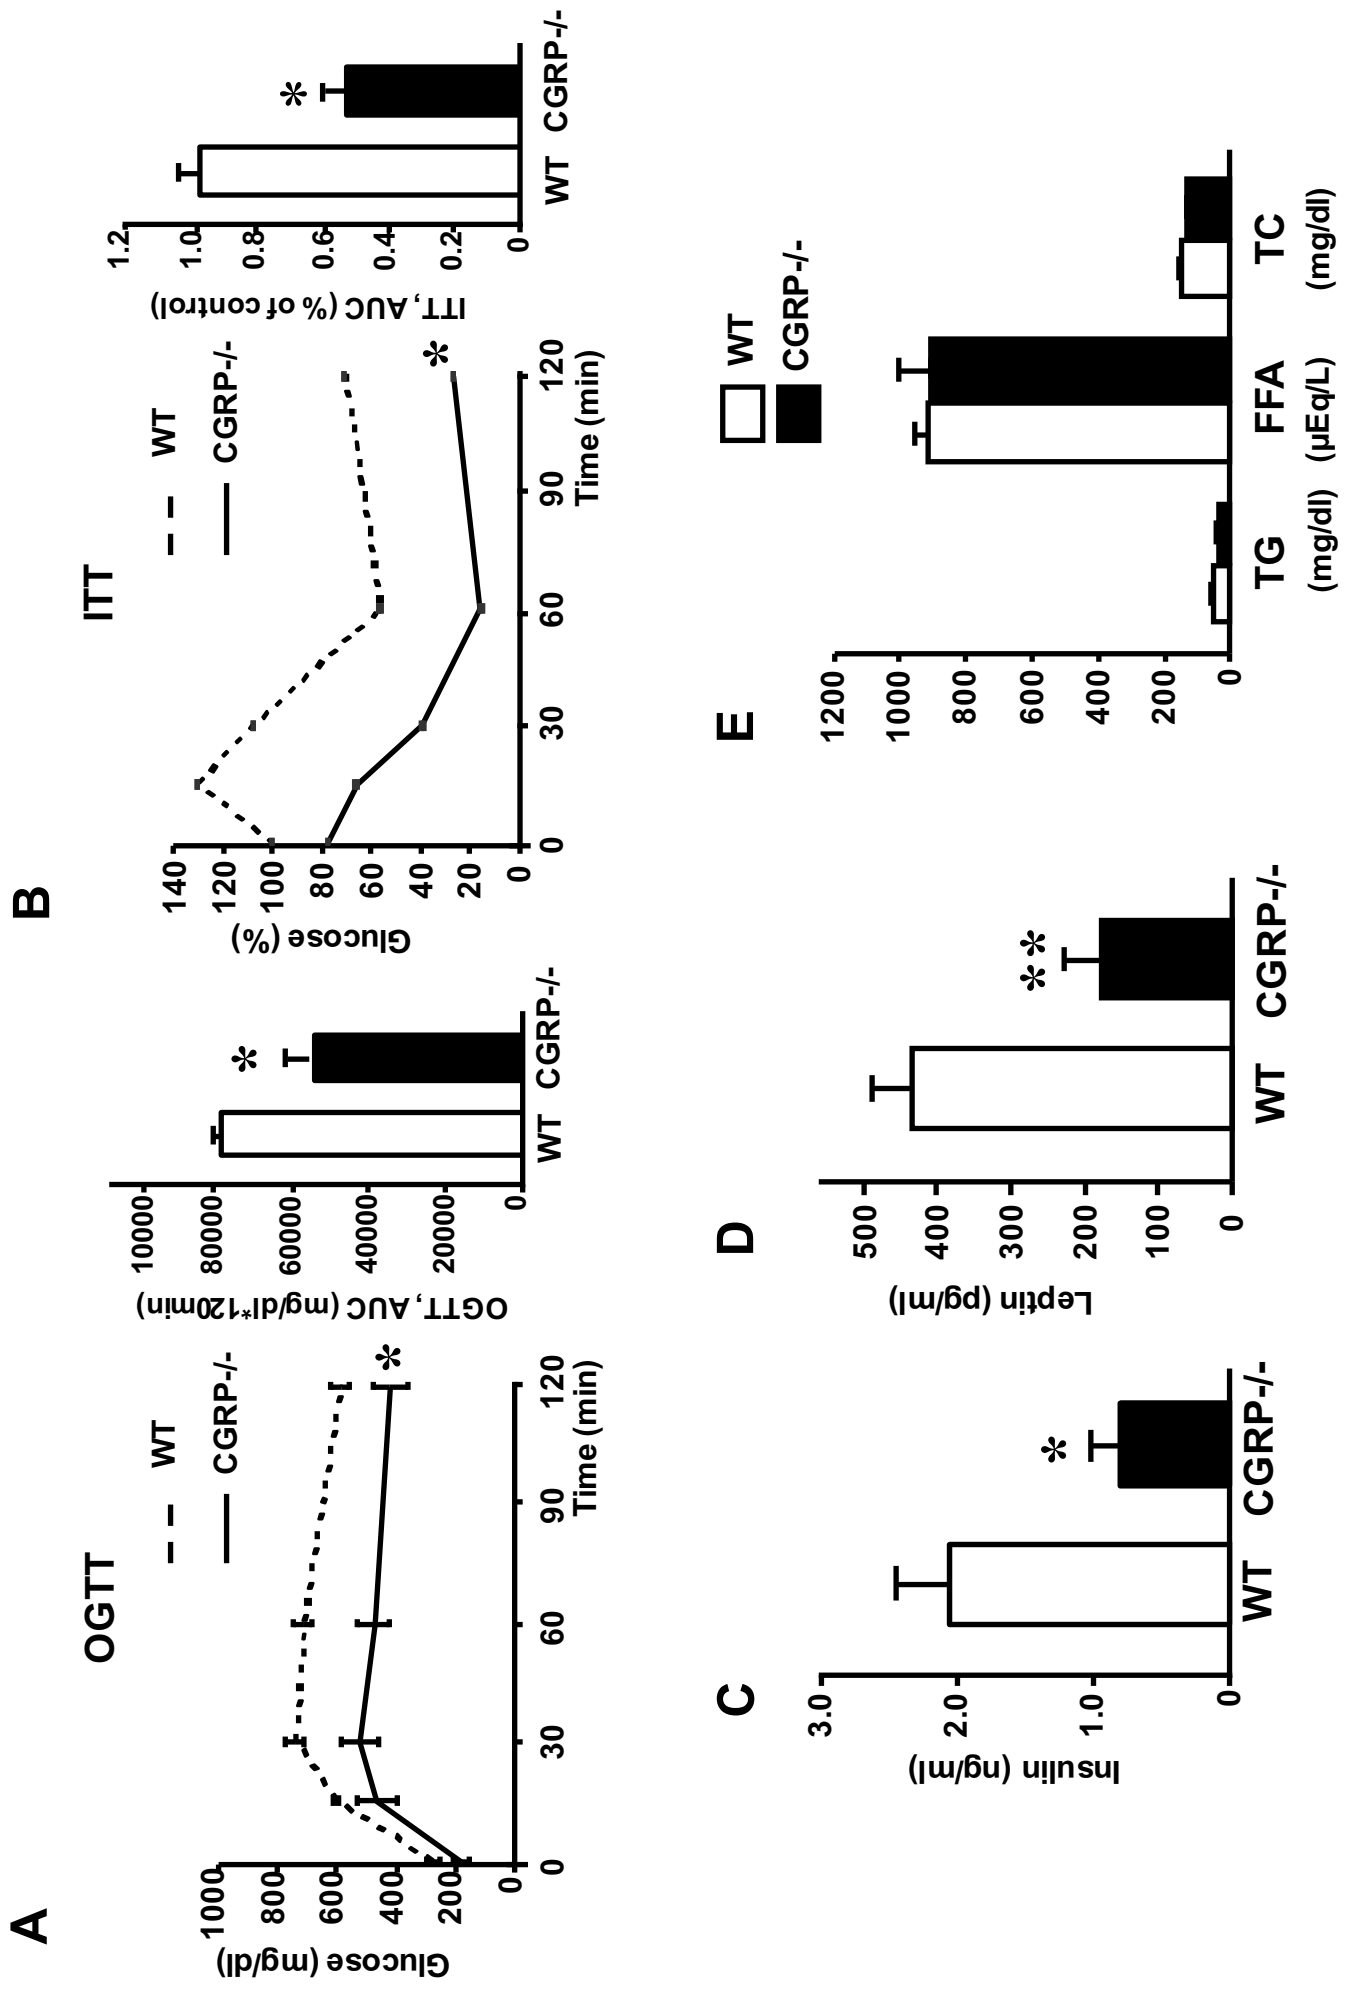 A
OGTT
WT
CGRP-/-
Glucose (mg/dl)
1000
800
600
400
200
0
0 30 60 90 120
Time (min)
*
OGTT, AUC (mg/dl*120min)
10000
80000
60000
40000
20000
0
*
WT CGRP-/-
B
ITT
WT
CGRP-/-
Glucose (%)
140
120
100
80
60
40
20
0
0 30 60 90 120
Time (min)
*
ITT, AUC (% of control)
1.2
1.0
0.8
0.6
0.4
0.2
0
*
WT CGRP-/-
C
Insulin (ng/ml)
3.0
2.0
1.0
0
*
WT CGRP-/-
D
Leptin (pg/ml)
500
400
300
200
100
0
**
WT CGRP-/-
E
WT
CGRP-/-
1200
1000
800
600
400
200
0
TG FFA TC
(mg/dl) (μEq/L) (mg/dl)